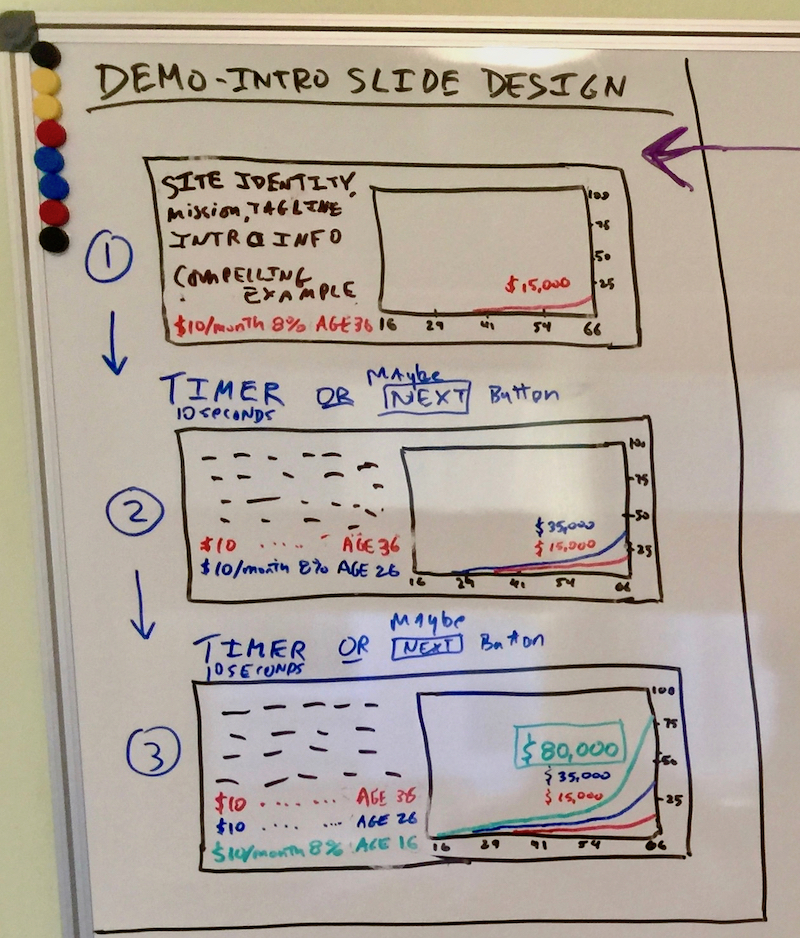 DEMO-INTRO SLIDE DESIGN
1
SITE IDENTITY,
Mission, TAGLINE
INTRO INFO
COMPELLING
EXAMPLE
$10/month 8% AGE 36
100
75
50
25
$15,000
16 29 41 54 66
TIMER OR MAybe NEXT Button
10 SECONDS
2
$10 ..... .. AGE 36
$10/month 8% AGE 26
100
75
50
25
$35,000
$15,000
16 29 41 54 66
TIMER OR MAybe NEXT Button
10 SECONDS
3
$10 ..... ... AGE 36
$10 .... ... AGE 26
$10/month 8% AGE 16
100
75
50
25
$80,000
$35,000
$15,000
16 29 41 54 66